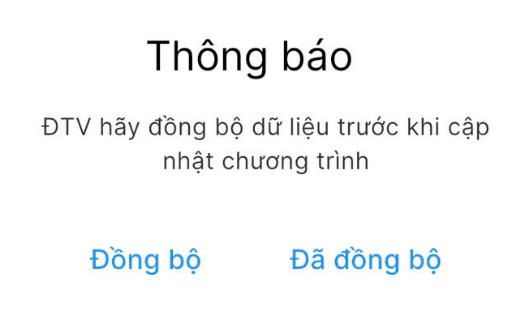 Thông báo
ĐTV hãy đồng bộ dữ liệu trước khi cập
nhật chương trình
Đồng bộ
Đã đồng bộ